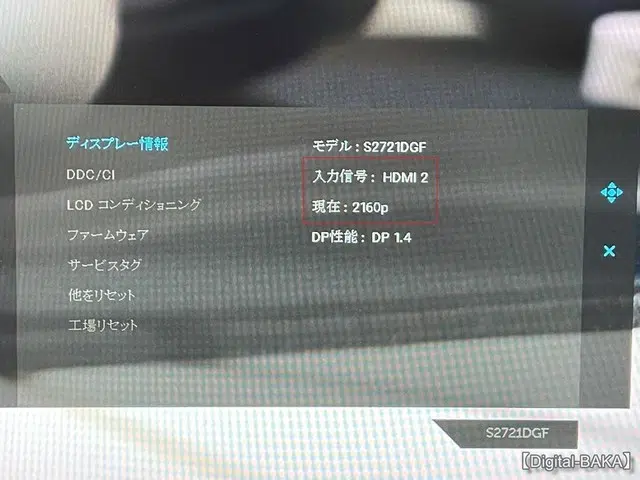 ディスプレー情報
DDC/CI
LCD コンディショニング
ファームウェア
サービスタグ
他をリセット
工場リセット
モデル : S2721DGF
入力信号 : HDMI 2
現在 : 2160p
DP性能 : DP 1.4
S2721DGF
【Digital-BAKA】